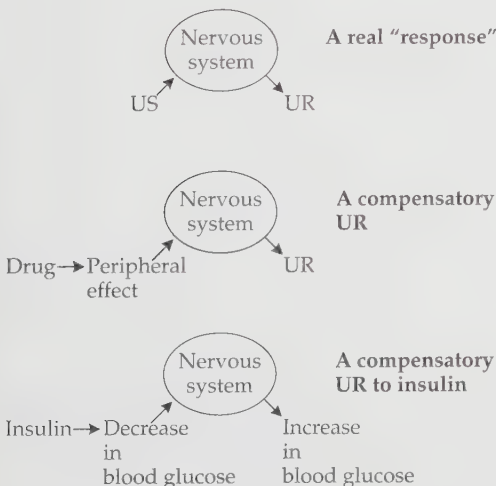 Nervous
system
A real "response"
US
UR
Nervous
system
A compensatory
UR
Drug
Peripheral
effect
UR
Nervous
system
A compensatory
UR to insulin
Insulin
Decrease
in
blood glucose
Increase
in
blood glucose